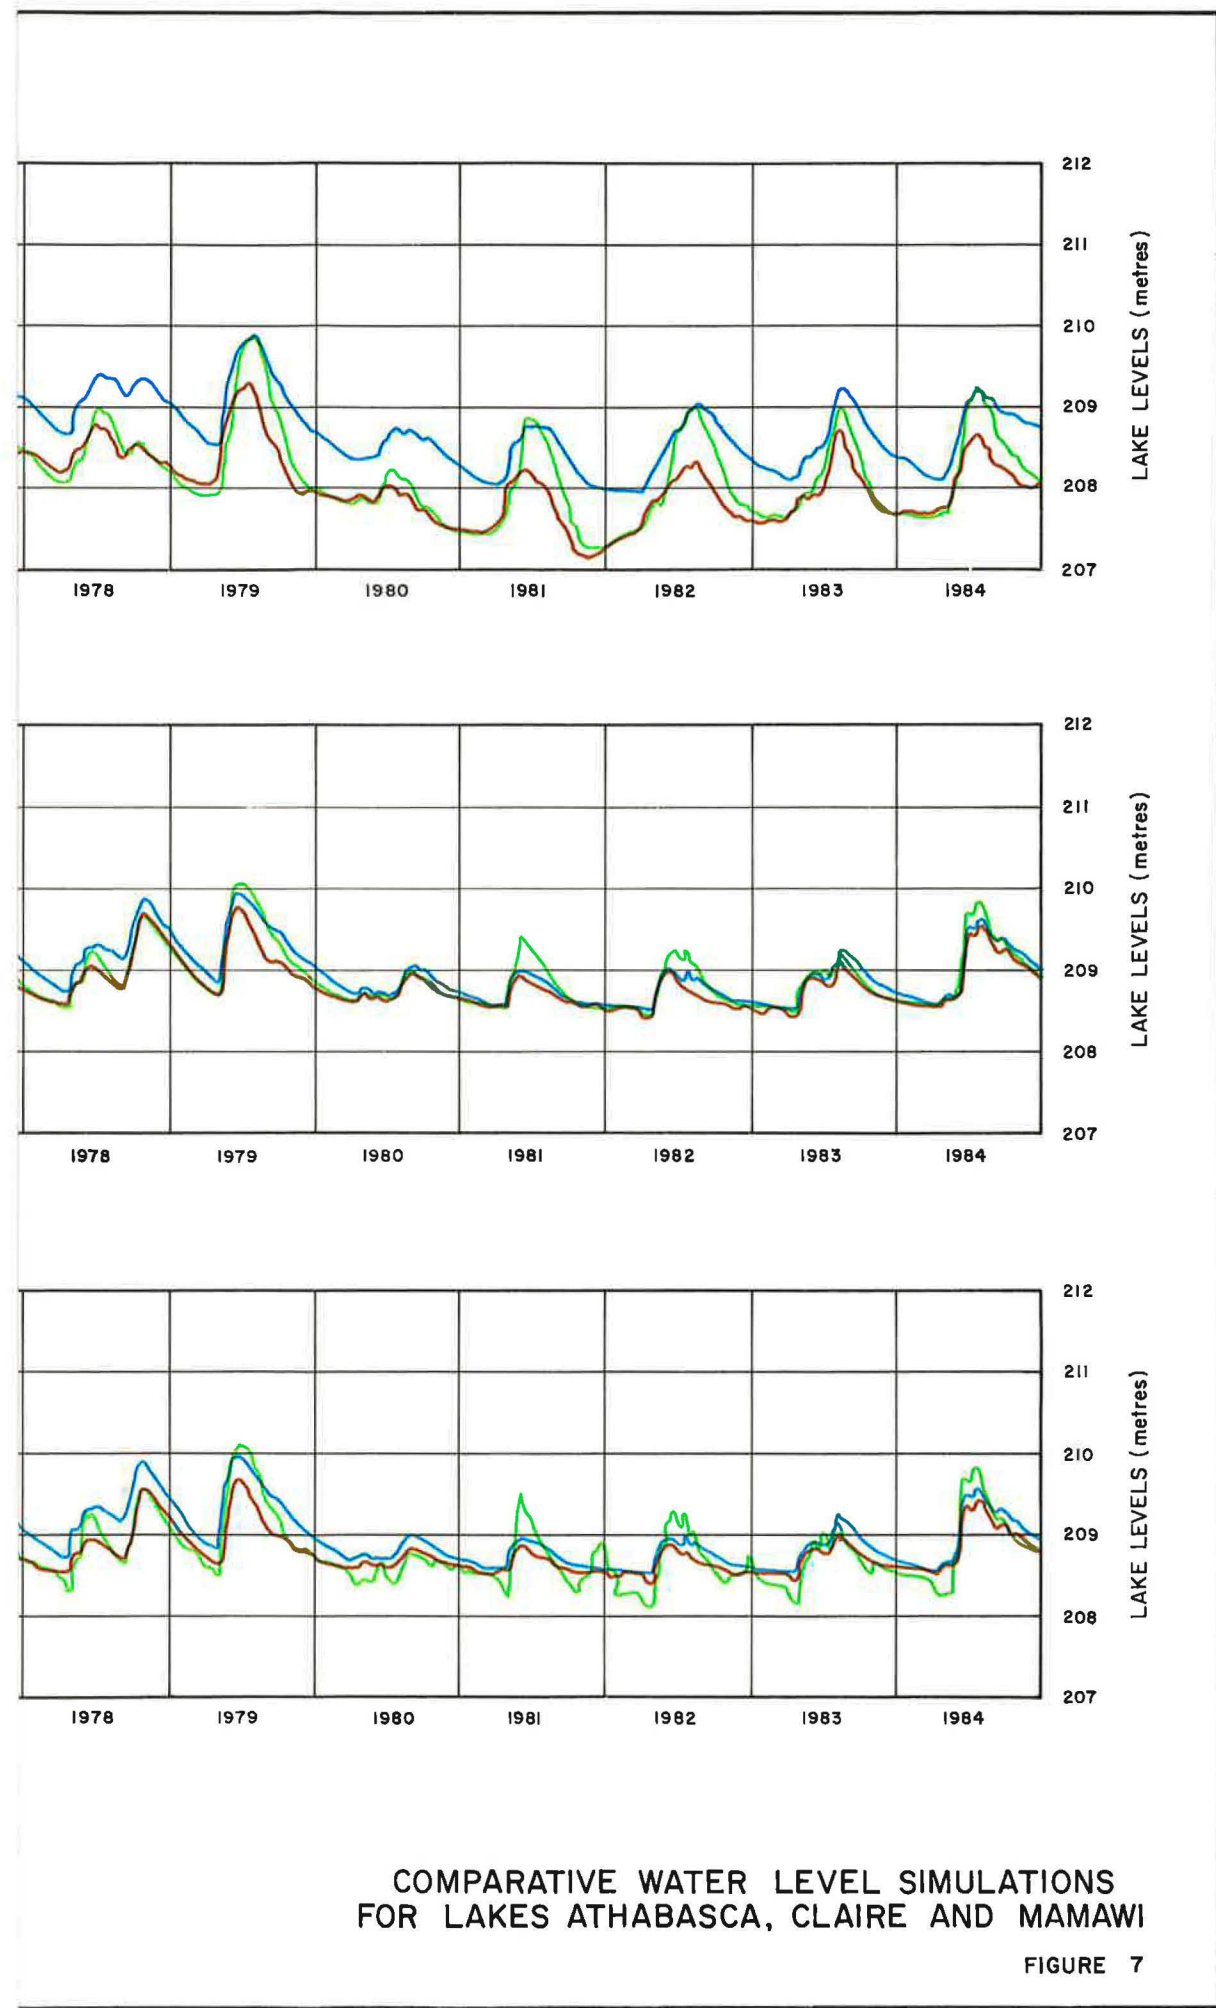 212
211
210
209
208
207
LAKE LEVELS (metres)
1978 1979 1980 1981 1982 1983 1984
212
211
210
209
208
207
LAKE LEVELS (metres)
1978 1979 1980 1981 1982 1983 1984
212
211
210
209
208
207
LAKE LEVELS (metres)
1978 1979 1980 1981 1982 1983 1984
COMPARATIVE WATER LEVEL SIMULATIONS
FOR LAKES ATHABASCA, CLAIRE AND MAMAWI
FIGURE 7